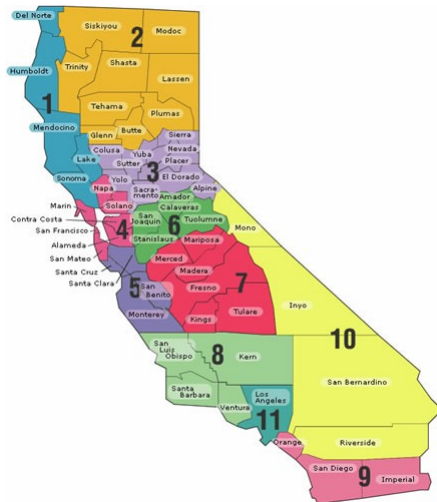 Del Norte
Siskiyou
2
Modoc
Humboldt
Trinity
Shasta
Lassen
1
Tehama
Plumas
Mendocino
Glenn
Butte
Sierra
Colusa
Yuba
Nevada
Lake
Sutter
Placer
3
Sonoma
Yolo
El Dorado
Napa
Sacra-
mento
Alpine
Marin
Solano
Amador
Calaveras
Contra Costa
San
Joaquin
6
Tuolumne
Mono
San Francisco
4
Alameda
Stanislaus
Mariposa
San Mateo
Merced
Santa Cruz
Madera
Santa Clara
5
San
Benito
Fresno
7
Inyo
Monterey
Kings
Tulare
10
San
Luis
Obispo
8
Kern
San Bernardino
Santa
Barbara
Los
Angeles
Ventura
11
Orange
Riverside
San Diego
9
Imperial